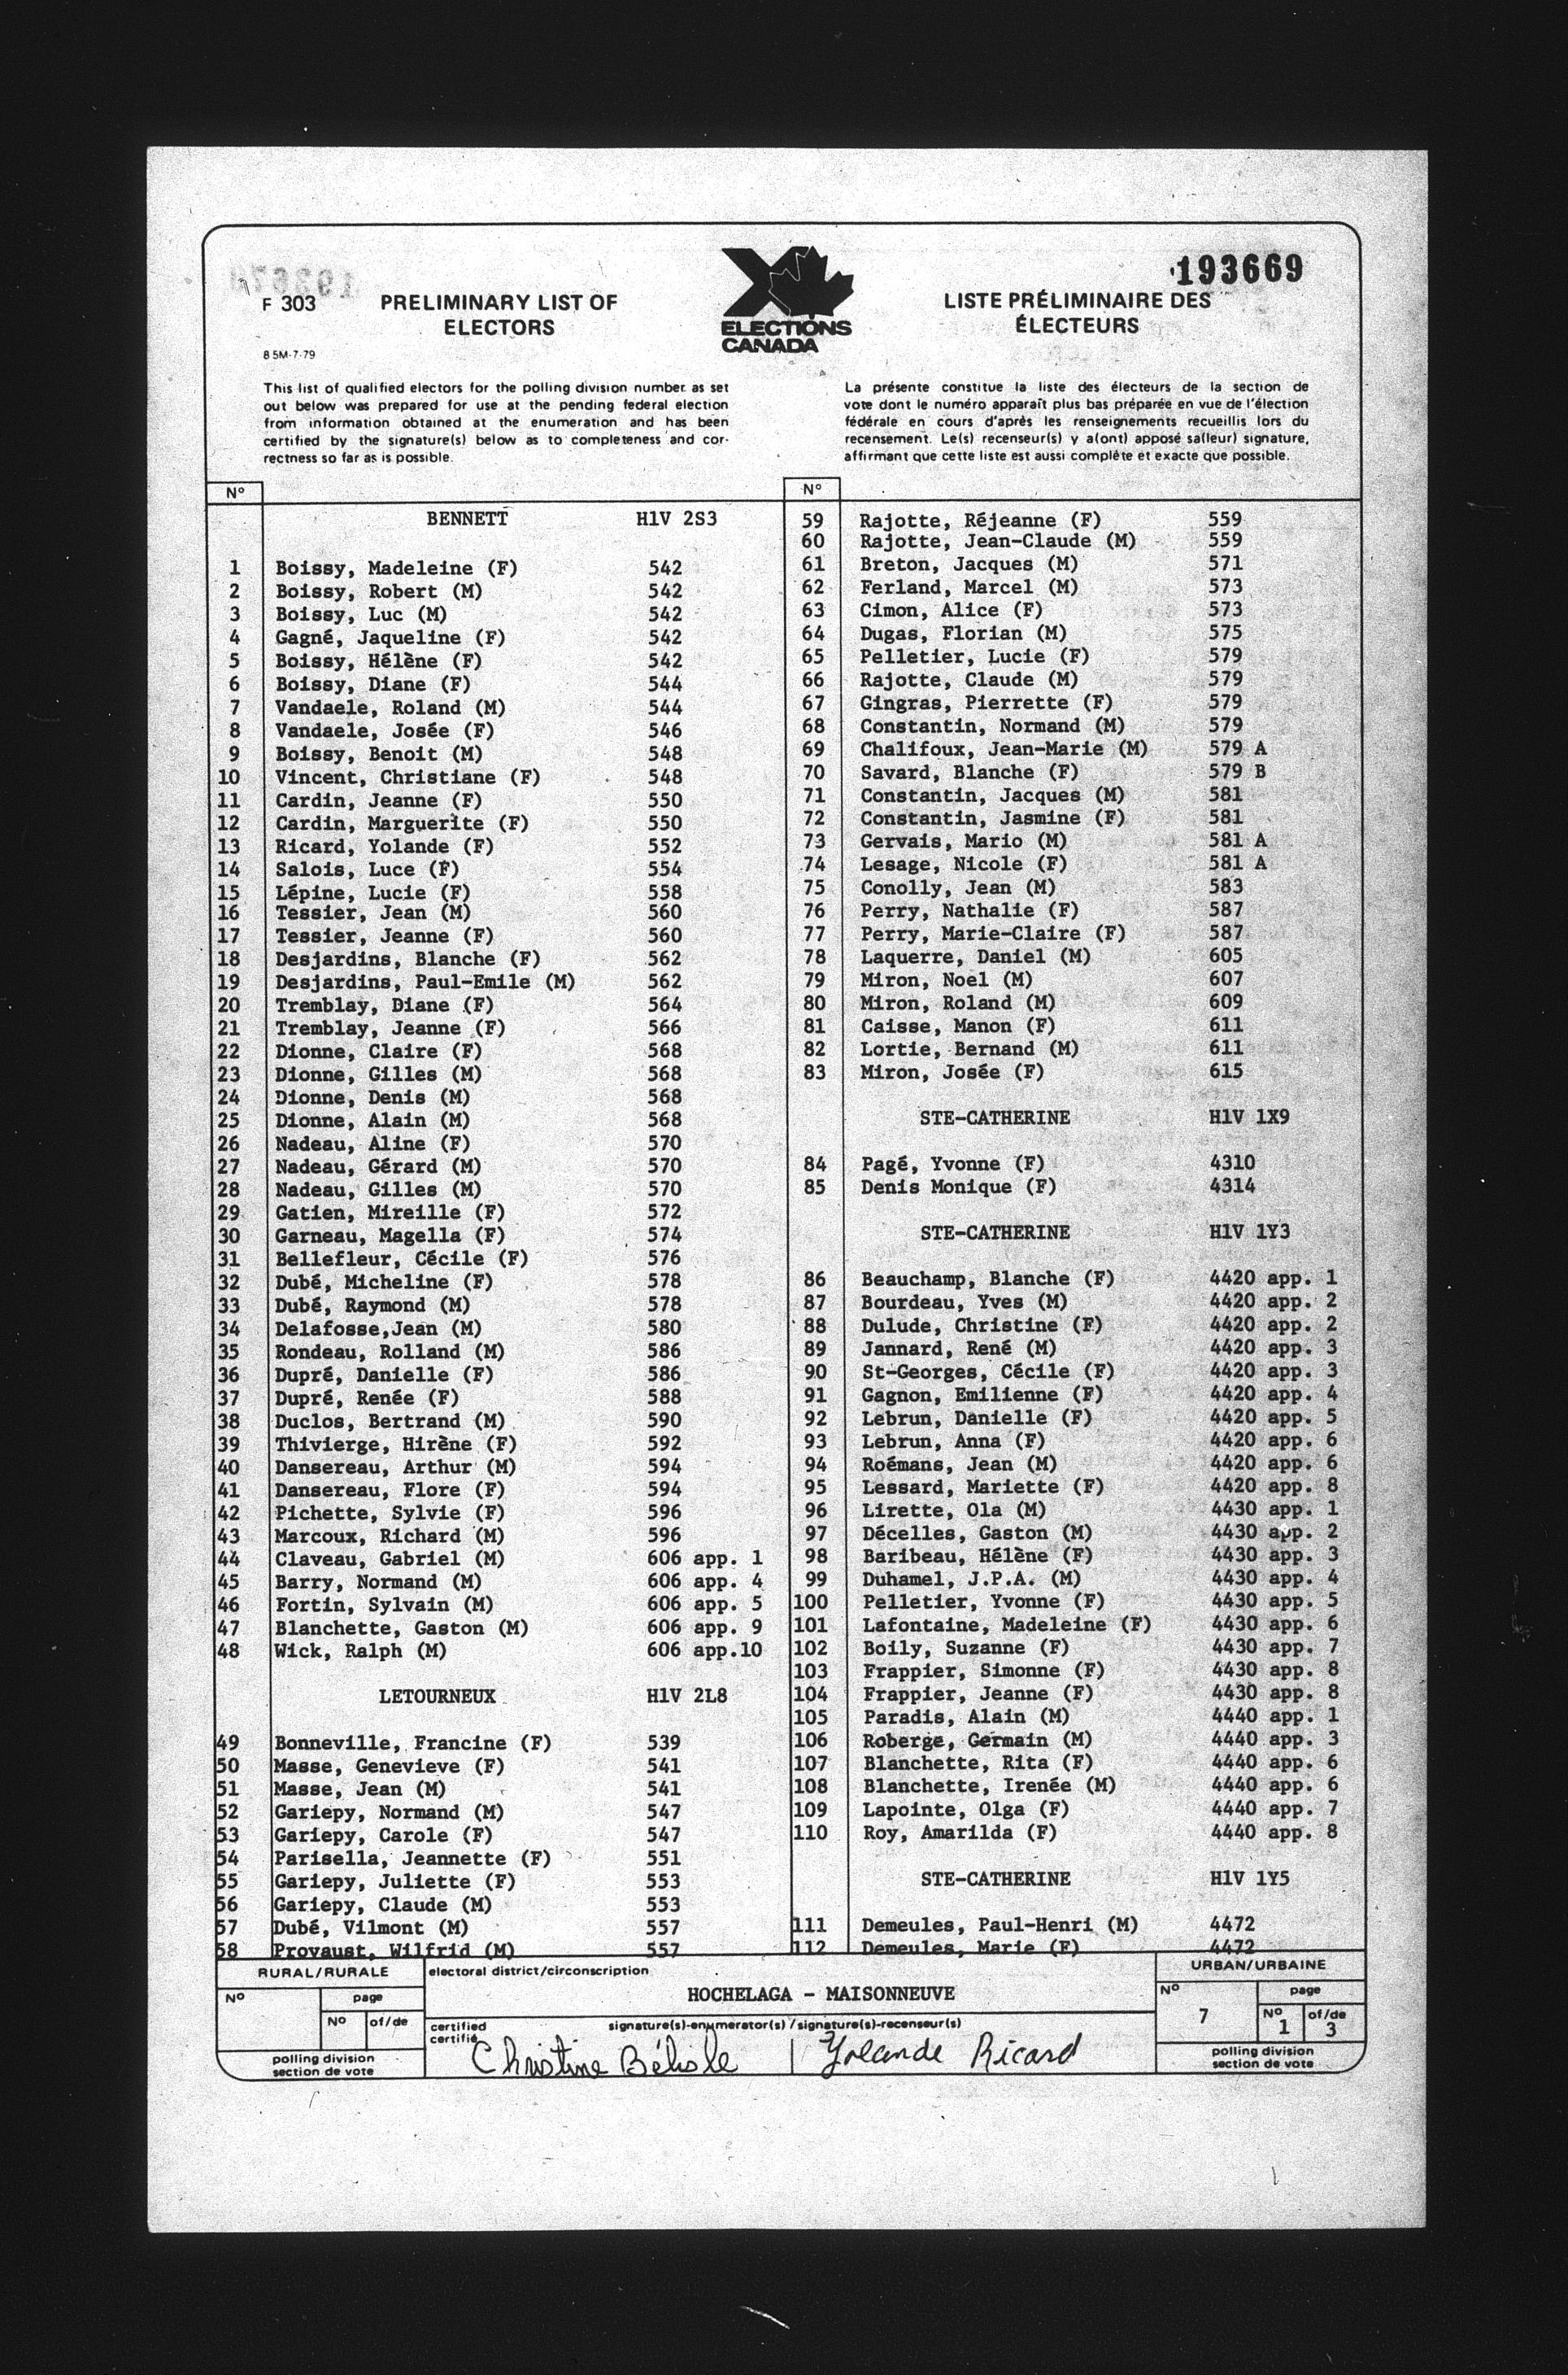 193669
F 303
PRELIMINARY LIST OF
ELECTORS
ELECTIONS
CANADA
LISTE PRÉLIMINAIRE DES
ÉLECTEURS
8 5M-7-79
This list of qualified electors for the polling division number as set
out below was prepared for use at the pending federal election
from information obtained at the enumeration and has been
certified by the signature(s) below as to completeness and cor-
rectness so far as is possible.
La présente constitue la liste des électeurs de la section de
vote dont le numéro apparaît plus bas préparée en vue de l'élection
fédérale en cours d'après les renseignements recueillis lors du
recensement. Le(s) recenseur(s) y a(ont) apposé sa(leur) signature,
affirmant que cette liste est aussi complète et exacte que possible.
Nº
BENNETT H1V 2S3
1 Boissy, Madeleine (F) 542
2 Boissy, Robert (M) 542
3 Boissy, Luc (M) 542
4 Gagné, Jaqueline (F) 542
5 Boissy, Hélène (F) 542
6 Boissy, Diane (F) 544
7 Vandaele, Roland (M) 544
8 Vandaele, Josée (F) 546
9 Boissy, Benoit (M) 548
10 Vincent, Christiane (F) 548
11 Cardin, Jeanne (F) 550
12 Cardin, Marguerite (F) 550
13 Ricard, Yolande (F) 552
14 Salois, Luce (F) 554
15 Lépine, Lucie (F) 558
16 Tessier, Jean (M) 560
17 Tessier, Jeanne (F) 560
18 Desjardins, Blanche (F) 562
19 Desjardins, Paul-Emile (M) 562
20 Tremblay, Diane (F) 564
21 Tremblay, Jeanne (F) 566
22 Dionne, Claire (F) 568
23 Dionne, Gilles (M) 568
24 Dionne, Denis (M) 568
25 Dionne, Alain (M) 568
26 Nadeau, Aline (F) 570
27 Nadeau, Gérard (M) 570
28 Nadeau, Gilles (M) 570
29 Gatien, Mireille (F) 572
30 Garneau, Magella (F) 574
31 Bellefleur, Cécile (F) 576
32 Dubé, Micheline (F) 578
33 Dubé, Raymond (M) 578
34 Delafosse,Jean (M) 580
35 Rondeau, Rolland (M) 586
36 Dupré, Danielle (F) 586
37 Dupré, Renée (F) 588
38 Duclos, Bertrand (M) 590
39 Thivierge, Hirène (F) 592
40 Dansereau, Arthur (M) 594
41 Dansereau, Flore (F) 594
42 Pichette, Sylvie (F) 596
43 Marcoux, Richard (M) 596
44 Claveau, Gabriel (M) 606 app. 1
45 Barry, Normand (M) 606 app. 4
46 Fortin, Sylvain (M) 606 app. 5
47 Blanchette, Gaston (M) 606 app. 9
48 Wick, Ralph (M) 606 app.10
LETOURNEUX H1V 2L8
49 Bonneville, Francine (F) 539
50 Masse, Genevieve (F) 541
51 Masse, Jean (M) 541
52 Gariepy, Normand (M) 547
53 Gariepy, Carole (F) 547
54 Parisella, Jeannette (F) 551
55 Gariepy, Juliette (F) 553
56 Gariepy, Claude (M) 553
57 Dubé, Vilmont (M) 557
58 Provaust, Wilfrid (M) 557
Nº
59 Rajotte, Réjeanne (F) 559
60 Rajotte, Jean-Claude (M) 559
61 Breton, Jacques (M) 571
62 Ferland, Marcel (M) 573
63 Cimon, Alice (F) 573
64 Dugas, Florian (M) 575
65 Pelletier, Lucie (F) 579
66 Rajotte, Claude (M) 579
67 Gingras, Pierrette (F) 579
68 Constantin, Normand (M) 579
69 Chalifoux, Jean-Marie (M) 579 A
70 Savard, Blanche (F) 579 B
71 Constantin, Jacques (M) 581
72 Constantin, Jasmine (F) 581
73 Gervais, Mario (M) 581 A
74 Lesage, Nicole (F) 581 A
75 Conolly, Jean (M) 583
76 Perry, Nathalie (F) 587
77 Perry, Marie-Claire (F) 587
78 Laquerre, Daniel (M) 605
79 Miron, Noel (M) 607
80 Miron, Roland (M) 609
81 Caisse, Manon (F) 611
82 Lortie, Bernand (M) 611
83 Miron, Josée (F) 615
STE-CATHERINE H1V 1X9
84 Pagé, Yvonne (F) 4310
85 Denis Monique (F) 4314
STE-CATHERINE H1V 1Y3
86 Beauchamp, Blanche (F) 4420 app. 1
87 Bourdeau, Yves (M) 4420 app. 2
88 Dulude, Christine (F) 4420 app. 2
89 Jannard, René (M) 4420 app. 3
90 St-Georges, Cécile (F) 4420 app. 3
91 Gagnon, Emilienne (F) 4420 app. 4
92 Lebrun, Danielle (F) 4420 app. 5
93 Lebrun, Anna (F) 4420 app. 6
94 Roémans, Jean (M) 4420 app. 6
95 Lessard, Mariette (F) 4420 app. 8
96 Lirette, Ola (M) 4430 app. 1
97 Décelles, Gaston (M) 4430 app. 2
98 Baribeau, Hélène (F) 4430 app. 3
99 Duhamel, J.P.A. (M) 4430 app. 4
100 Pelletier, Yvonne (F) 4430 app. 5
101 Lafontaine, Madeleine (F) 4430 app. 6
102 Boily, Suzanne (F) 4430 app. 7
103 Frappier, Simonne (F) 4430 app. 8
104 Frappier, Jeanne (F) 4430 app. 8
105 Paradis, Alain (M) 4440 app. 1
106 Roberge, Germain (M) 4440 app. 3
107 Blanchette, Rita (F) 4440 app. 6
108 Blanchette, Irenée (M) 4440 app. 6
109 Lapointe, Olga (F) 4440 app. 7
110 Roy, Amarilda (F) 4440 app. 8
STE-CATHERINE H1V 1Y5
111 Demeules, Paul-Henri (M) 4472
112 Demeules, Marie (F) 4472
RURAL/RURALE
Nº page
Nº of/de
polling division
section de vote
electoral district/circonscription
HOCHELAGA - MAISONNEUVE
certified
certifié
signature(s)-enumerator(s)/signature(s)-recenseur(s)
Christine Bélisle Yolande Ricard
URBAN/URBAINE
Nº page
7 Nº of/de
1 3
polling division
section de vote